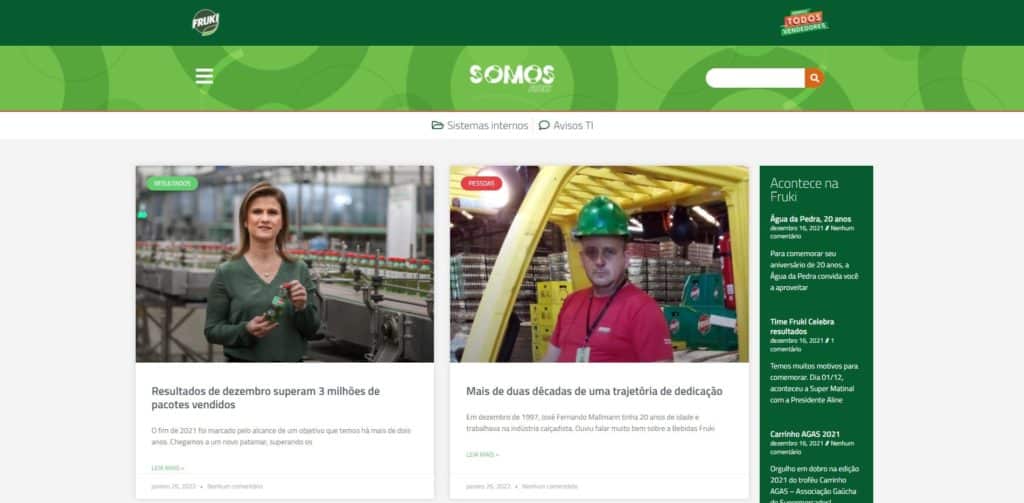 FRUKI
TODOS
VENDEDORES
SOMOS
Sistemas internos
Avisos TI
RESULTADOS
Resultados de dezembro superam 3 milhões de
pacotes vendidos
O fim de 2021 foi marcado pelo alcance de um objetivo que temos há mais de dois
anos. Chegamos a um novo patamar, superando os
LEIA MAIS »
janeiro 26, 2022 • Nenhum comentário
PESSOAS
FRUKI
Mais de duas décadas de uma trajetória de dedicação
Em dezembro de 1997, José Fernando Mallmann tinha 20 anos de idade e
trabalhava na indústria calçadista. Ouviu falar muito bem sobre a Bebidas Fruki
LEIA MAIS »
janeiro 26, 2022 • Nenhum comentário
Acontece na
Fruki
Água da Pedra, 20 anos
dezembro 16, 2021 // Nenhum
comentário
Para comemorar seu
aniversário de 20 anos, a
Água da Pedra convida você
a aproveitar
Time Fruki Celebra
resultados
dezembro 16, 2021 // 1
comentário
Temos muitos motivos para
comemorar. Dia 01/12,
aconteceu a Super Matinal
com a Presidente Aline
Carrinho AGAS 2021
dezembro 16, 2021 // Nenhum
comentário
Orgulho em dobro na edição
2021 do troféu Carrinho
AGAS – Associação Gaúcha
de Supermercados!